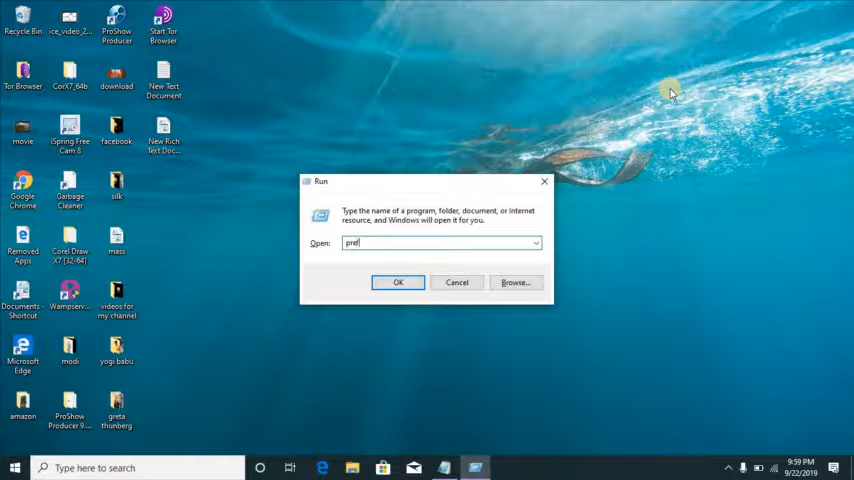 Recycle Bin
ice_video_2...
ProShow
Producer
Start Tor
Browser
Tor Browser
CorX7_64b
download
New Text
Document
movie
iSpring Free
Cam 8
facebook
New Rich
Text Doc...
Google
Chrome
Garbage
Cleaner
silk
Removed
Apps
Corel Draw
X7 [32-64]
mass
Documents -
Shortcut
Wampserv...
videos for
my channel
Microsoft
Edge
modi
yogi babu
amazon
ProShow
Producer 9....
greta
thunberg
Run
Type the name of a program, folder, document, or Internet
resource, and Windows will open it for you.
Open:
pref
OK
Cancel
Browse...
Type here to search
9:59 PM
9/22/2019